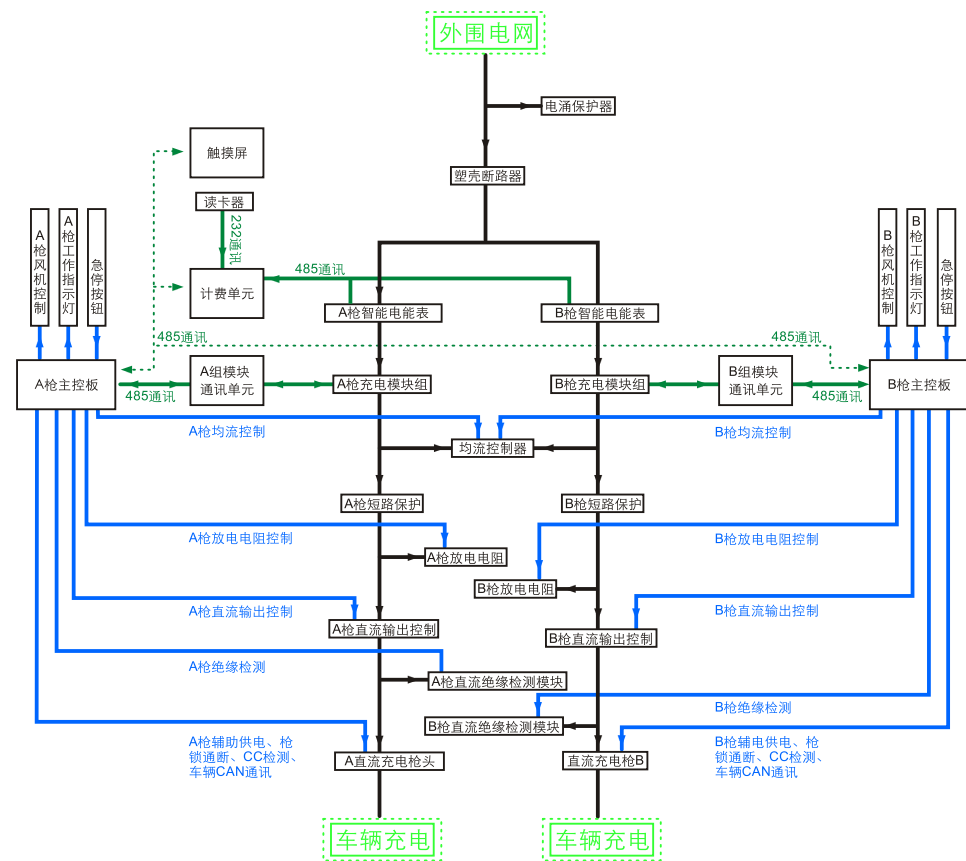 外围电网
电涌保护器
塑壳断路器
触摸屏
读卡器
232通讯
计费单元
485通讯
A枪风机控制
A枪工作指示灯
急停按钮
B枪风机控制
B枪工作指示灯
急停按钮
A枪智能电能表
B枪智能电能表
485通讯
485通讯
A枪主控板
485通讯
A组模块
通讯单元
A枪充电模块组
B枪充电模块组
B组模块
通讯单元
485通讯
B枪主控板
A枪均流控制
均流控制器
B枪均流控制
A枪短路保护
B枪短路保护
A枪放电电阻控制
A枪放电电阻
B枪放电电阻控制
B枪放电电阻
A枪直流输出控制
A枪直流输出控制
B枪直流输出控制
B枪直流输出控制
A枪绝缘检测
A枪直流绝缘检测模块
B枪绝缘检测
B枪直流绝缘检测模块
A枪辅助供电、枪
锁通断、CC检测、
车辆CAN通讯
A直流充电枪头
直流充电枪B
B枪辅电供电、枪
锁通断、CC检测、
车辆CAN通讯
车辆充电
车辆充电